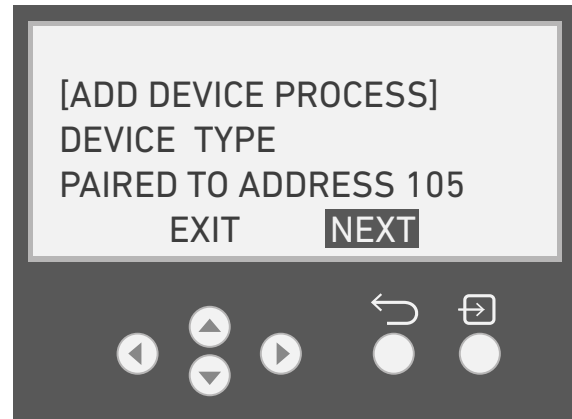 [ADD DEVICE PROCESS]
DEVICE TYPE
PAIRED TO ADDRESS 105
EXIT NEXT